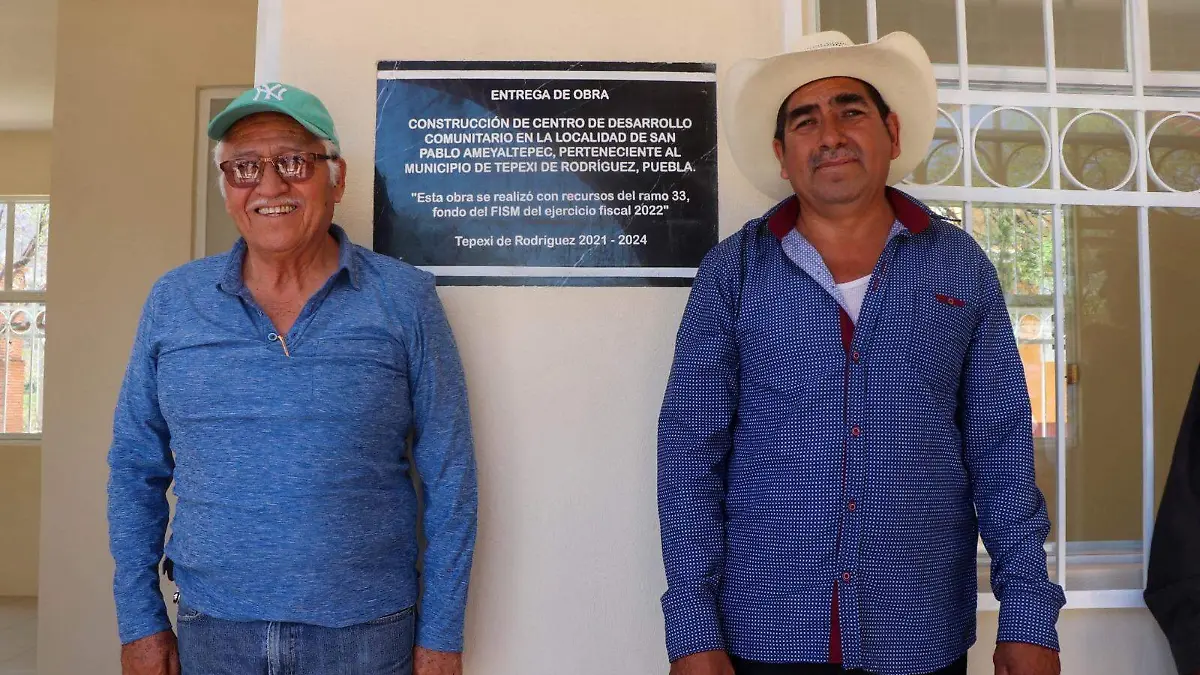 NY
ENTREGA DE OBRA
CONSTRUCCIÓN DE CENTRO DE DESARROLLO
COMUNITARIO EN LA LOCALIDAD DE SAN
PABLO AMEYALTEPEC, PERTENECIENTE AL
MUNICIPIO DE TEPEXI DE RODRÍGUEZ, PUEBLA.
"Esta obra se realizó con recursos del ramo 33,
fondo del FISM del ejercicio fiscal 2022"
Tepexi de Rodríguez 2021 - 2024